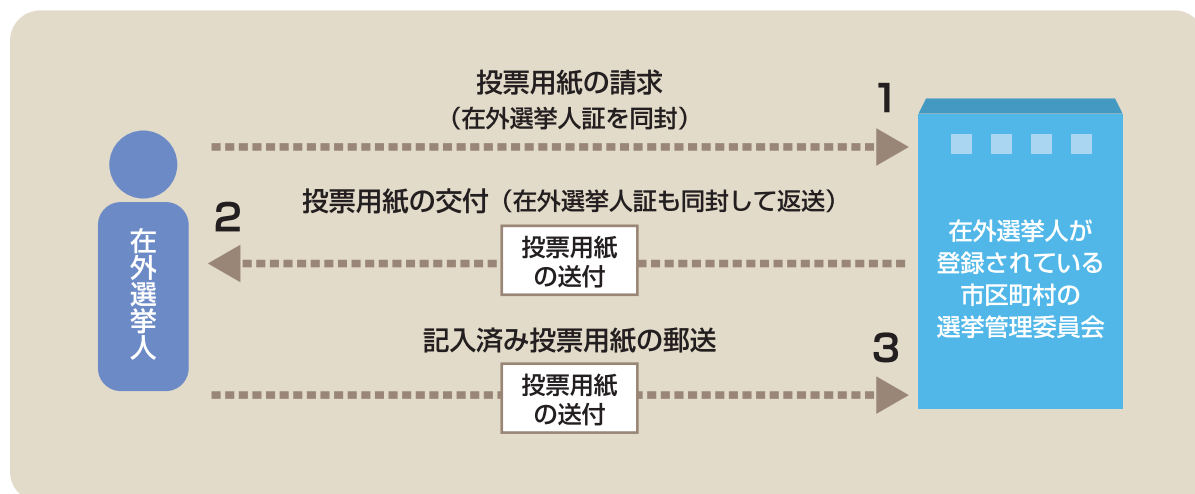 投票用紙の請求
（在外選挙人証を同封）
1
投票用紙の交付（在外選挙人証も同封して返送）
2
投票用紙
の送付
記入済み投票用紙の郵送
3
投票用紙
の送付
在外選挙人
在外選挙人が
登録されている
市区町村の
選挙管理委員会